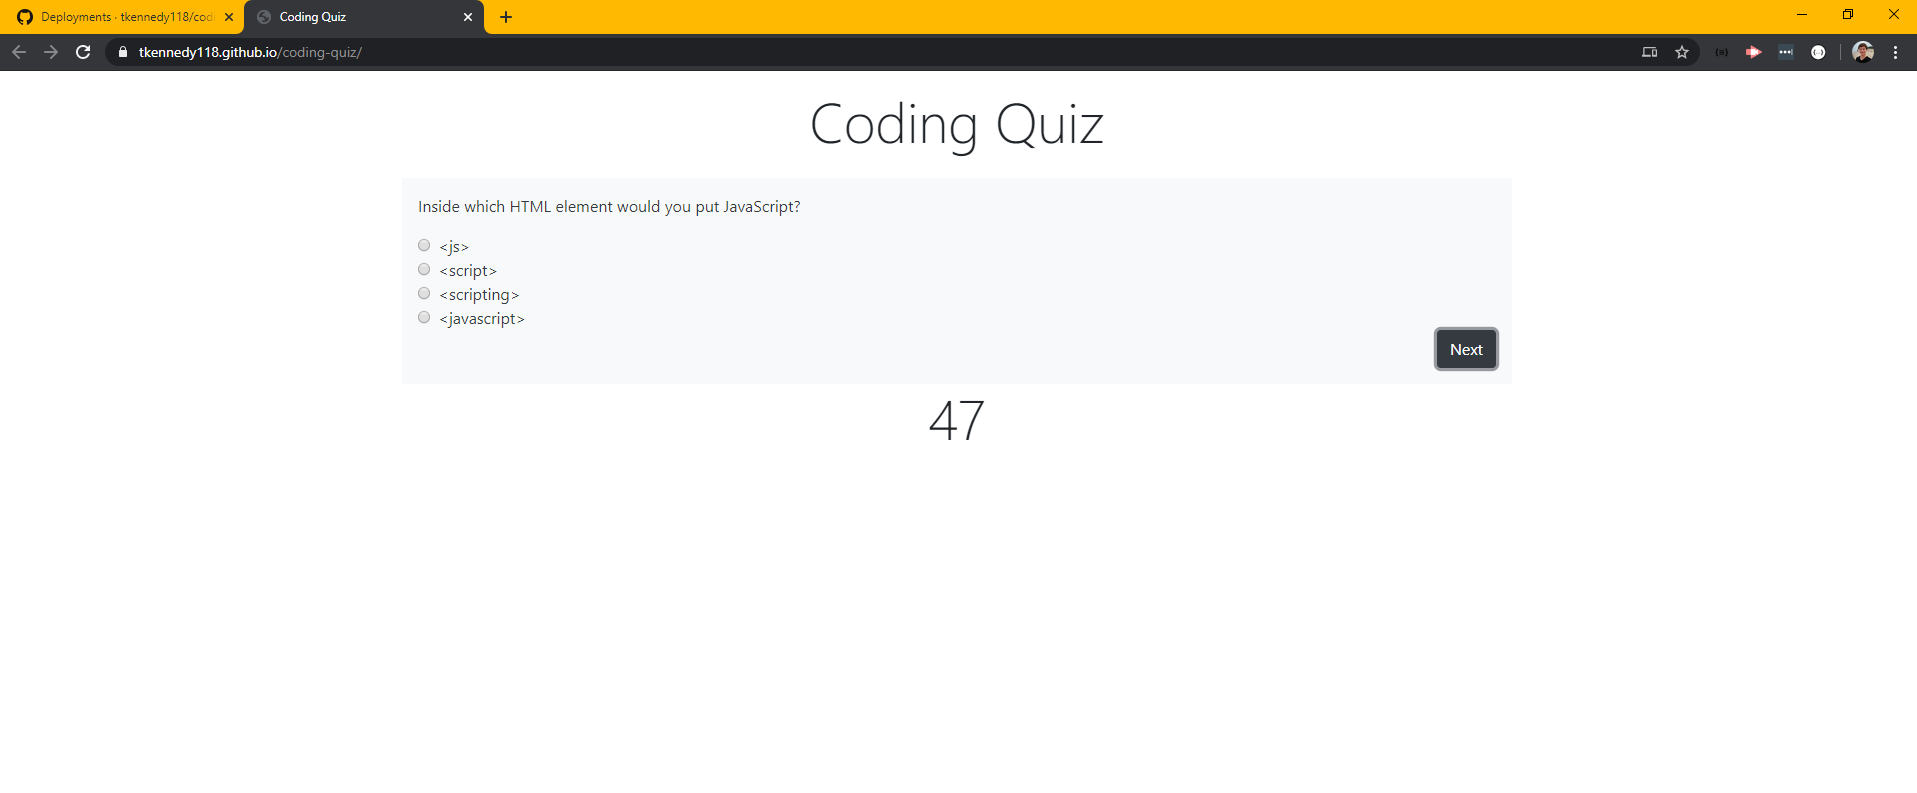 Deployments · tkennedy118/codi
Coding Quiz
tkennedy118.github.io/coding-quiz/
Coding Quiz
Inside which HTML element would you put JavaScript?
<js>
<script>
<scripting>
<javascript>
Next
47